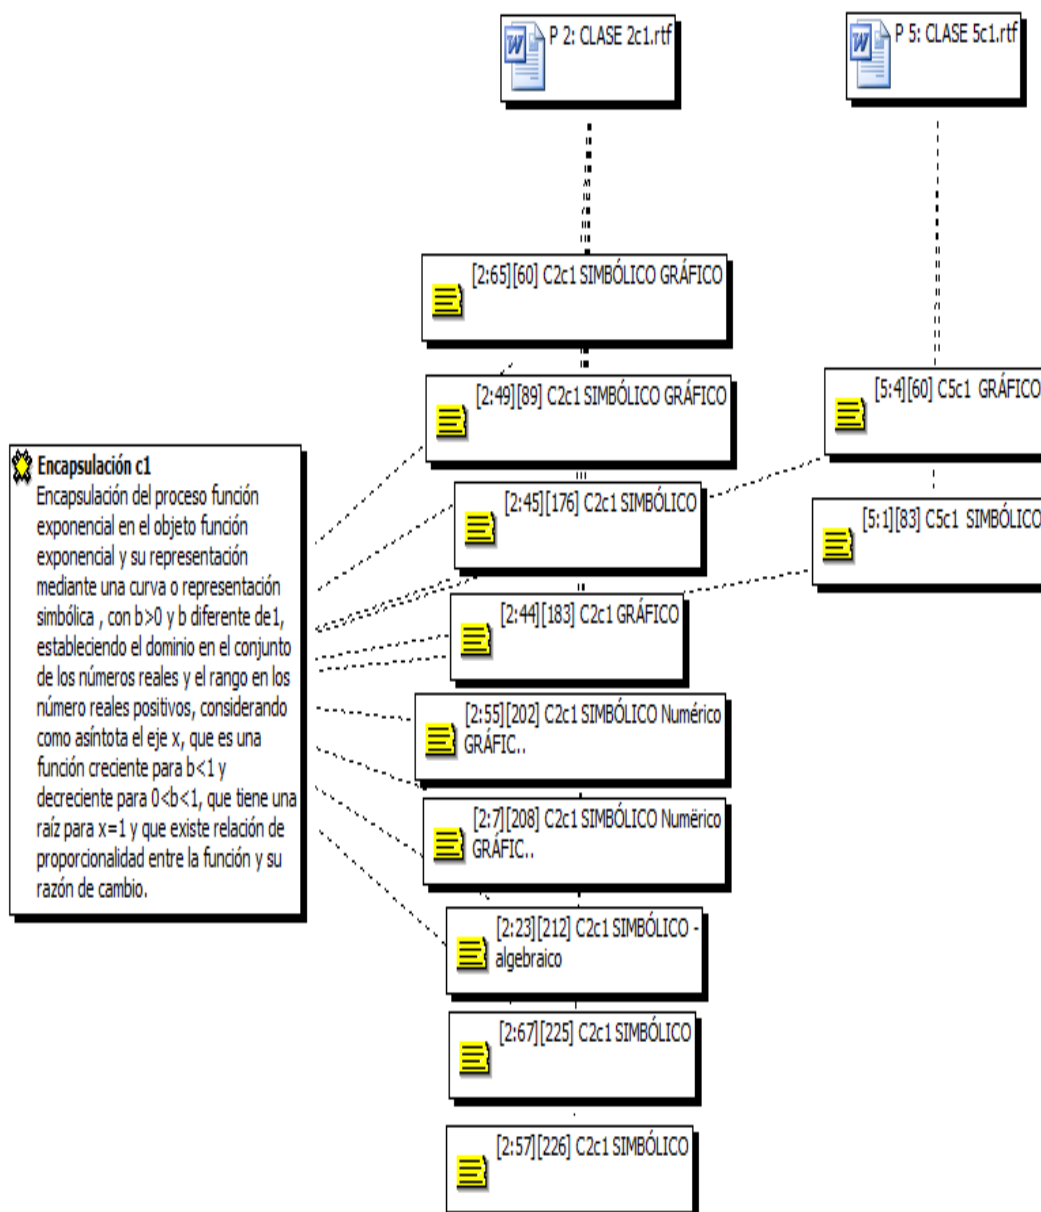 P 2: CLASE 2c1.rtf
P 5: CLASE 5c1.rtf
[2:65][60] C2c1 SIMBÓLICO GRÁFICO
[2:49][89] C2c1 SIMBÓLICO GRÁFICO
[5:4][60] C5c1 GRÁFICO
Encapsulación c1
Encapsulación del proceso función
exponencial en el objeto función
exponencial y su representación
mediante una curva o representación
simbólica , con b>0 y b diferente de1,
estableciendo el dominio en el conjunto
de los números reales y el rango en los
número reales positivos, considerando
como asíntota el eje x, que es una
función creciente para b<1 y
decreciente para 0<b<1, que tiene una
raíz para x=1 y que existe relación de
proporcionalidad entre la función y su
razón de cambio.
[2:45][176] C2c1 SIMBÓLICO
[5:1][83] C5c1 SIMBÓLICO
[2:44][183] C2c1 GRÁFICO
[2:55][202] C2c1 SIMBÓLICO Numérico
GRÁFIC..
[2:7][208] C2c1 SIMBÓLICO Numërico
GRÁFIC..
[2:23][212] C2c1 SIMBÓLICO -
algebraico
[2:67][225] C2c1 SIMBÓLICO
[2:57][226] C2c1 SIMBÓLICO